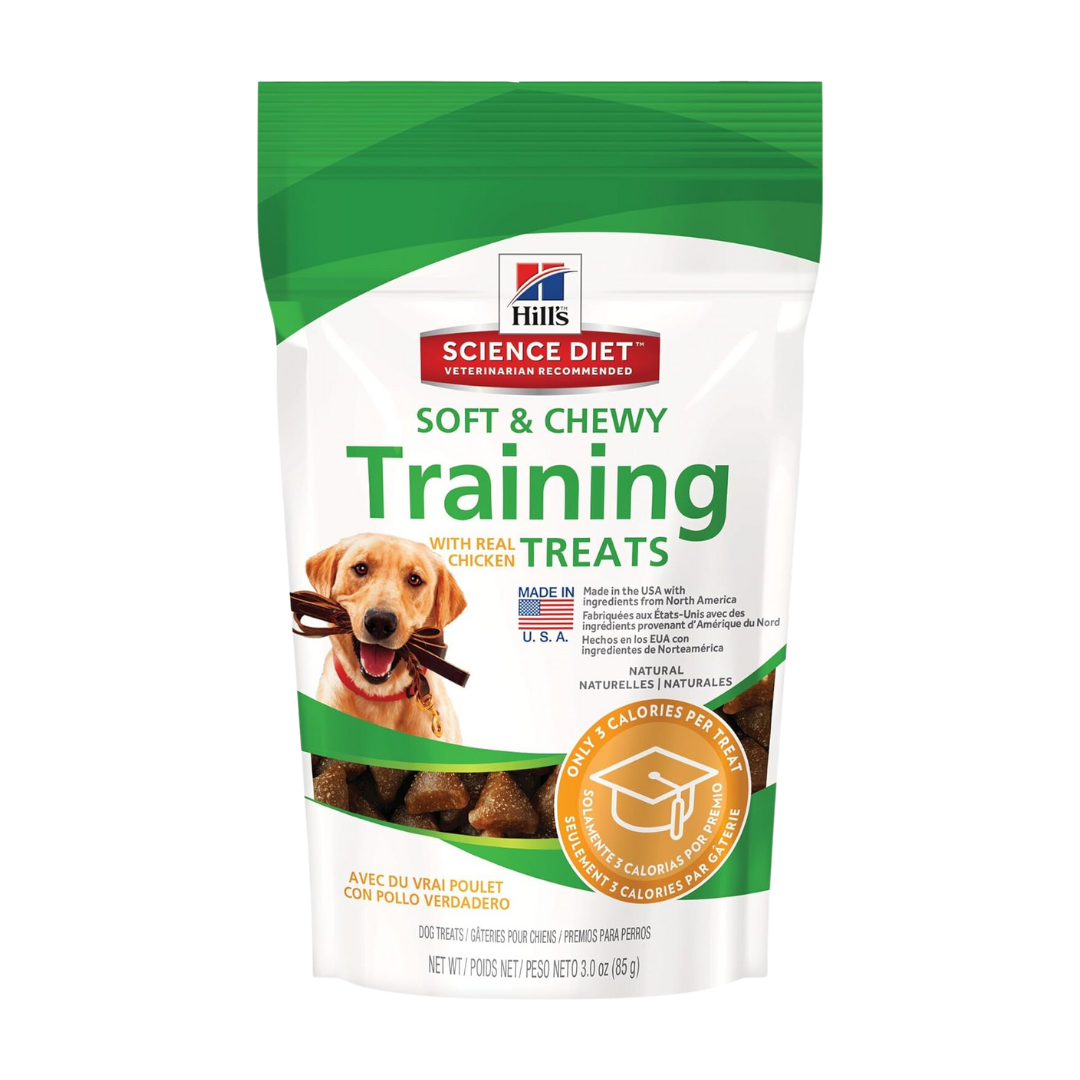 Hill's™
SCIENCE DIET™
VETERINARIAN RECOMMENDED
SOFT & CHEWY
Training
WITH REAL
CHICKEN
TREATS
MADE IN
U. S. A.
Made in the USA with
ingredients from North America
Fabriquées aux États-Unis avec des
ingrédients provenant d'Amérique du Nord
Hechos en los EUA con
ingredientes de Norteamérica
NATURAL
NATURELLES | NATURALES
ONLY 3 CALORIES PER TREAT
SOLAMENTE 3 CALORIAS POR PREMIO
SEULEMENT 3 CALORIES PAR GÂTERIE
AVEC DU VRAI POULET
CON POLLO VERDADERO
DOG TREATS / GÂTERIES POUR CHIENS / PREMIOS PARA PERROS
NET WT / POIDS NET / PESO NETO 3.0 oz (85 g)